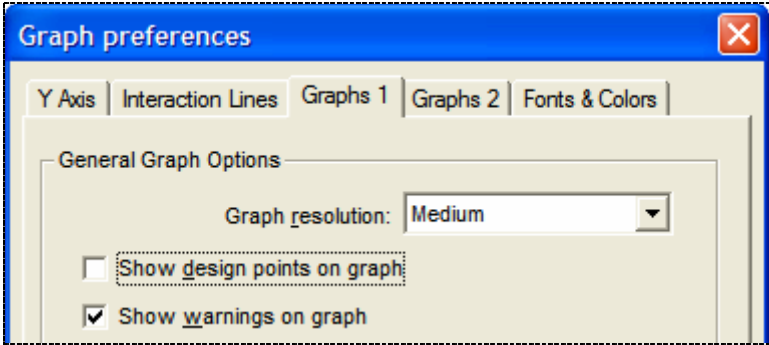 Graph preferences
Y Axis Interaction Lines Graphs 1 Graphs 2 Fonts & Colors
General Graph Options
Graph resolution: Medium
Show design points on graph
Show warnings on graph